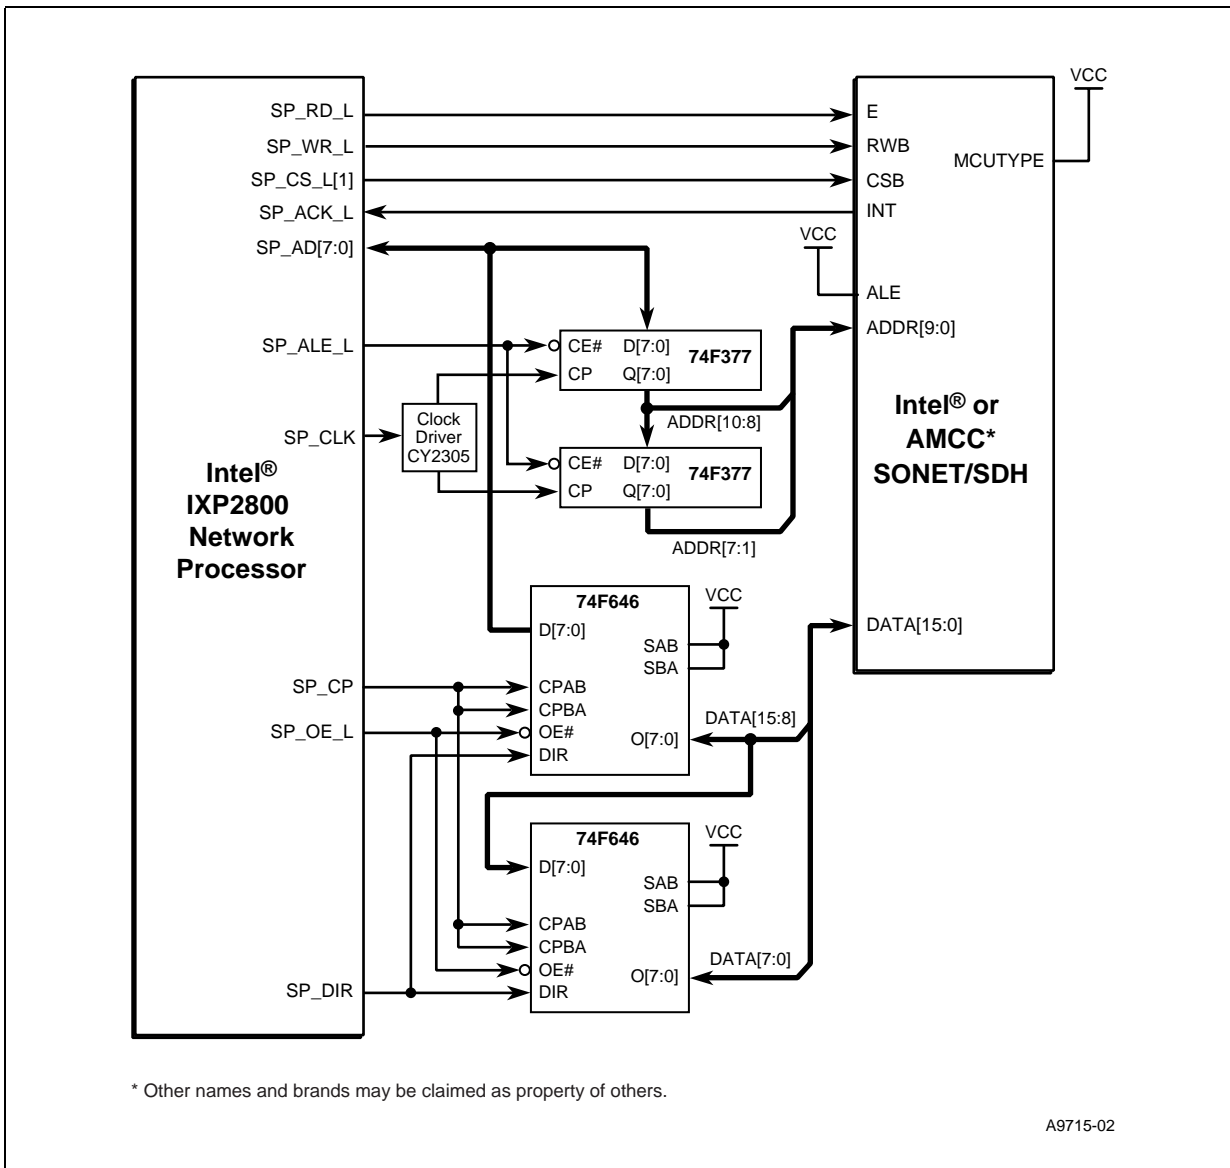 SP_RD_L
SP_WR_L
SP_CS_L[1]
SP_ACK_L
SP_AD[7:0]
SP_ALE_L
SP_CLK
Intel®
IXP2800
Network
Processor
SP_CP
SP_OE_L
SP_DIR
Clock
Driver
CY2305
CE# D[7:0]
CP Q[7:0]
74F377
ADDR[10:8]
CE# D[7:0]
CP Q[7:0]
74F377
ADDR[7:1]
74F646
D[7:0]
SAB
SBA
VCC
CPAB
CPBA
OE#
DIR
O[7:0]
DATA[15:8]
74F646
D[7:0]
SAB
SBA
VCC
CPAB
CPBA
OE#
DIR
O[7:0]
DATA[7:0]
VCC
E
RWB
CSB
INT
MCUTYPE
VCC
ALE
ADDR[9:0]
Intel® or
AMCC*
SONET/SDH
DATA[15:0]
* Other names and brands may be claimed as property of others.
A9715-02